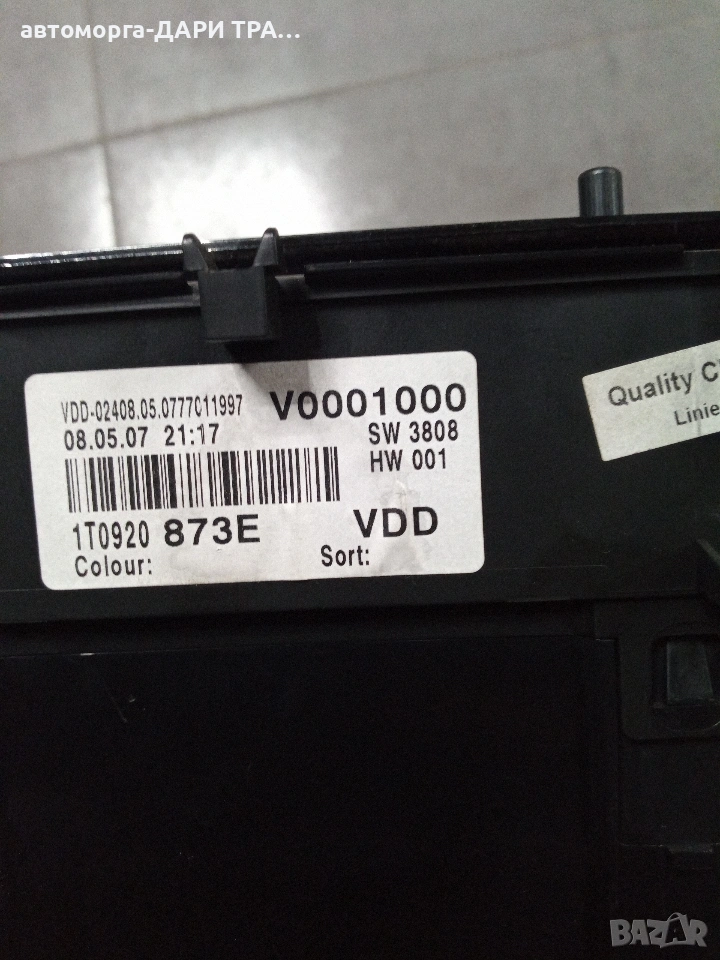 автоморга-ДАРИ ТРА...
VDD-02408.05.0777011997 V0001000
08.05.07 21:17 SW 3808
HW 001
1T0920 873E VDD
Colour: Sort:
Quality C
Linie
BAZAR